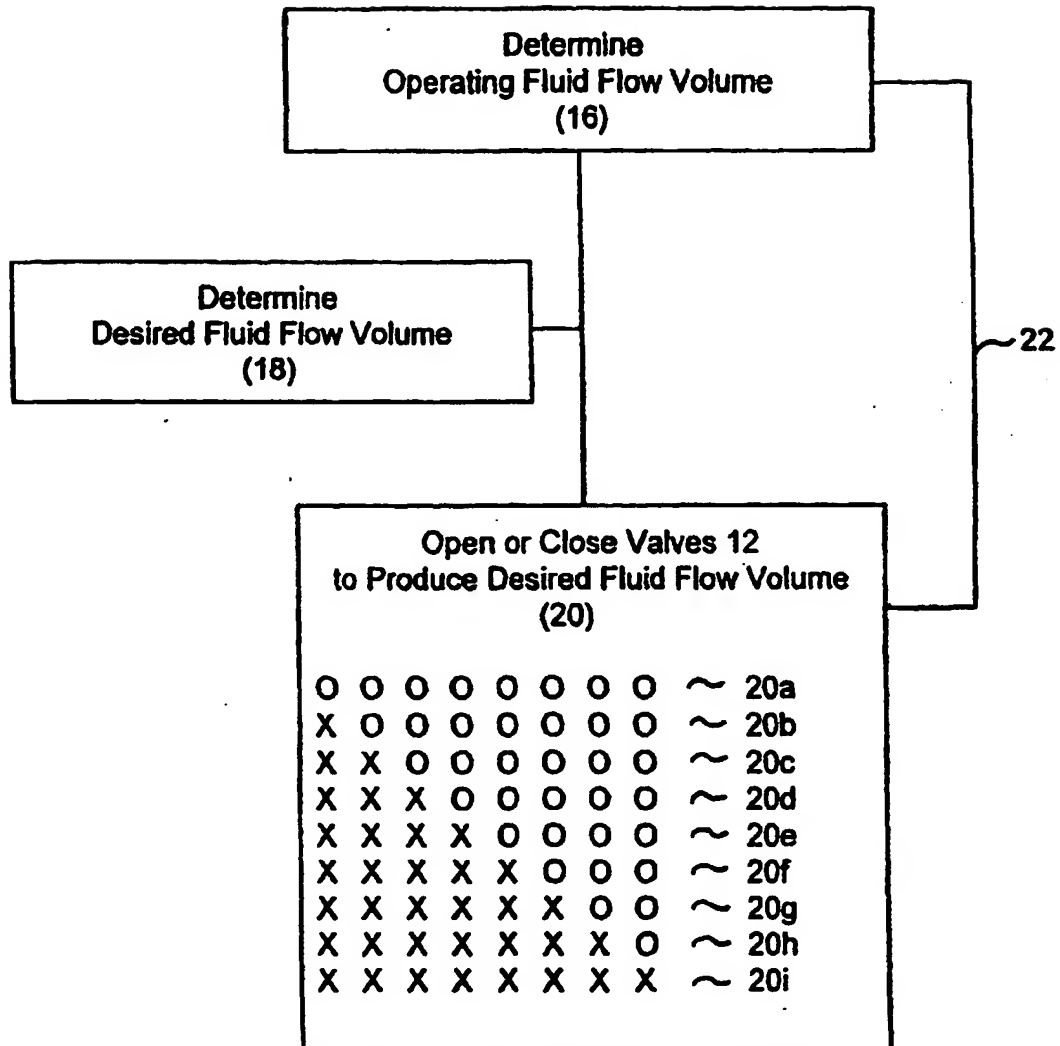 Determine
Operating Fluid Flow Volume
(16)
Determine
Desired Fluid Flow Volume
(18)
22
Open or Close Valves 12
to Produce Desired Fluid Flow Volume
(20)
O O O O O O O O ~ 20a
X O O O O O O O ~ 20b
X X O O O O O O ~ 20c
X X X O O O O O ~ 20d
X X X X O O O O ~ 20e
X X X X X O O O ~ 20f
X X X X X X O O ~ 20g
X X X X X X X O ~ 20h
X X X X X X X X ~ 20i